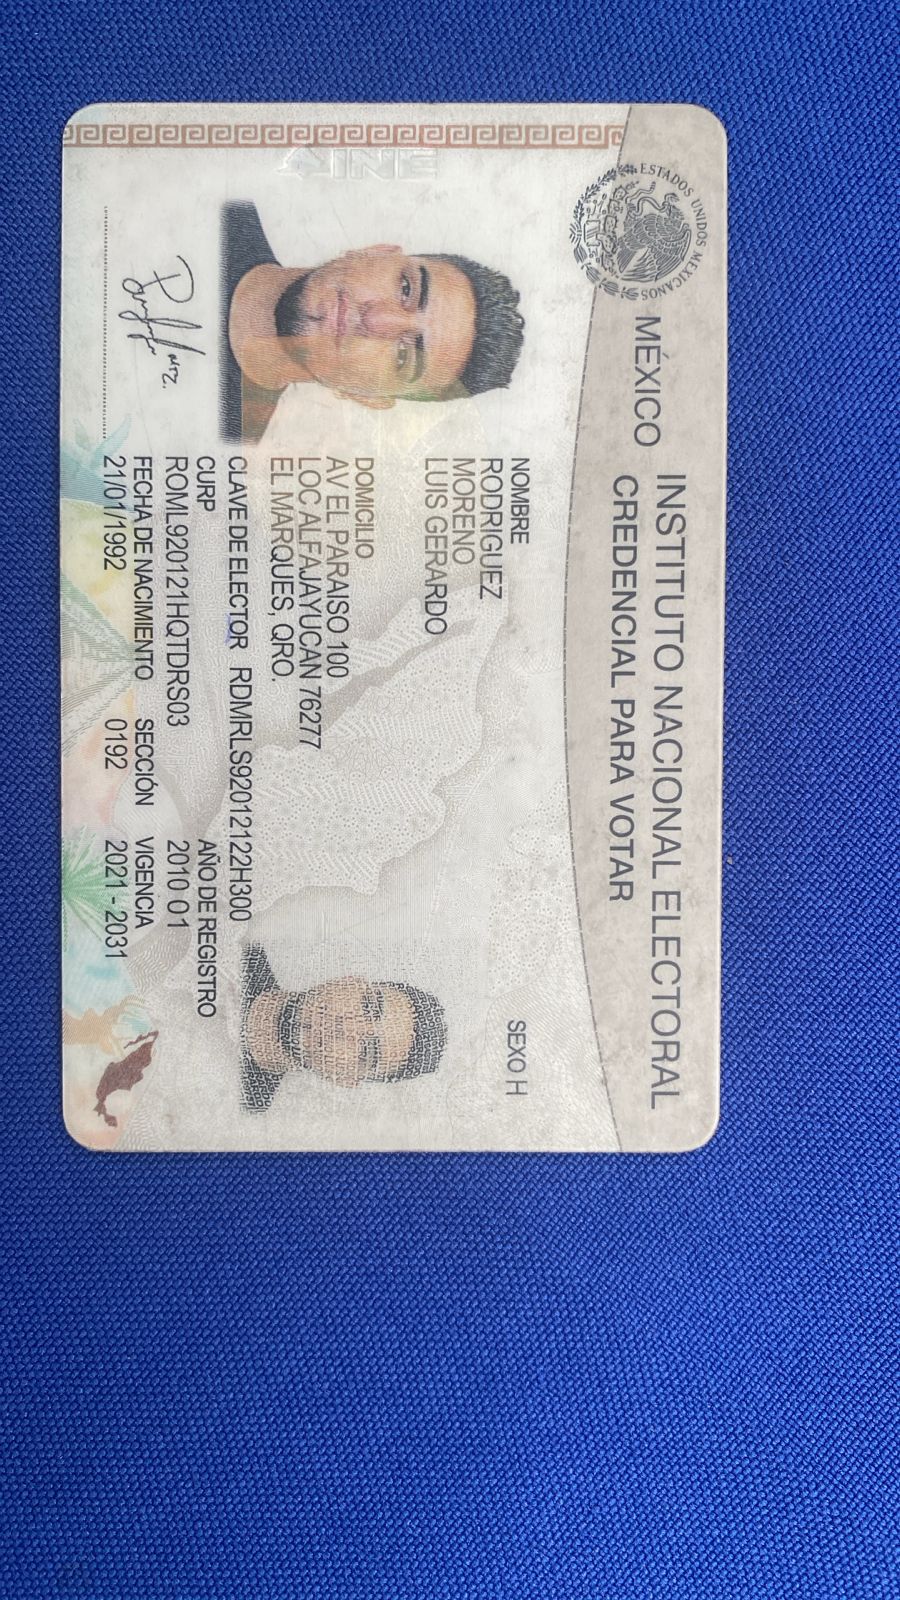 ESTADOS UNIDOS MEXICANOS
MÉXICO
INSTITUTO NACIONAL ELECTORAL
CREDENCIAL PARA VOTAR
INE
NOMBRE
RODRIGUEZ
MORENO
LUIS GERARDO
SEXO H
DOMICILIO
AV EL PARAISO 100
LOC ALFAJAYUCAN 76277
EL MARQUES, QRO.
CLAVE DE ELECTOR RDMRLS92012122H300
CURP
ROML920121HQTDRS03
AÑO DE REGISTRO
2010 01
FECHA DE NACIMIENTO
21/01/1992
SECCIÓN
0192
VIGENCIA
2021 - 2031